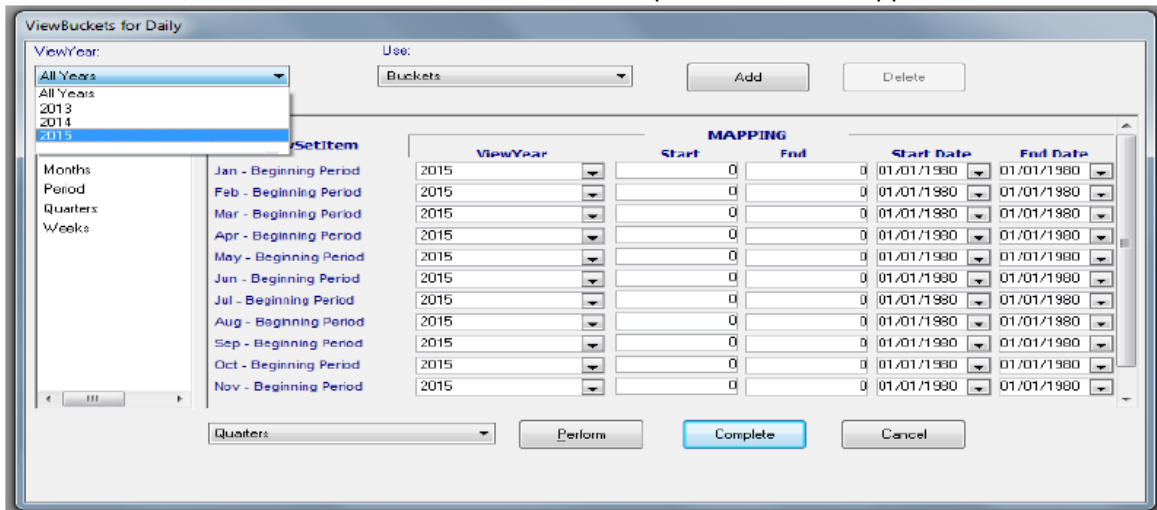 ViewBuckets for Daily
ViewYear: Use:
All Years Buckets Add Delete
All Years
2013
2014
2015
MAPPING
SetItem ViewYear Start End Start Date End Date
Months Jan - Beginning Period 2015 0 0 01/01/1980 01/01/1980
Period Feb - Beginning Period 2015 0 0 01/01/1980 01/01/1980
Quarters Mar - Beginning Period 2015 0 0 01/01/1980 01/01/1980
Weeks Apr - Beginning Period 2015 0 0 01/01/1980 01/01/1980
May - Beginning Period 2015 0 0 01/01/1980 01/01/1980
Jun - Beginning Period 2015 0 0 01/01/1980 01/01/1980
Jul - Beginning Period 2015 0 0 01/01/1980 01/01/1980
Aug - Beginning Period 2015 0 0 01/01/1980 01/01/1980
Sep - Beginning Period 2015 0 0 01/01/1980 01/01/1980
Oct - Beginning Period 2015 0 0 01/01/1980 01/01/1980
Nov - Beginning Period 2015 0 0 01/01/1980 01/01/1980
Quarters Perform Complete Cancel